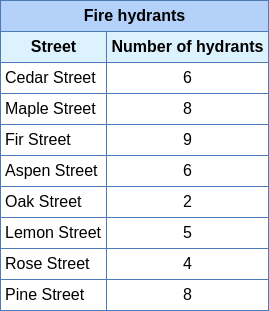 Fire hydrants
Street Number of hydrants
Cedar Street 6
Maple Street 8
Fir Street 9
Aspen Street 6
Oak Street 2
Lemon Street 5
Rose Street 4
Pine Street 8